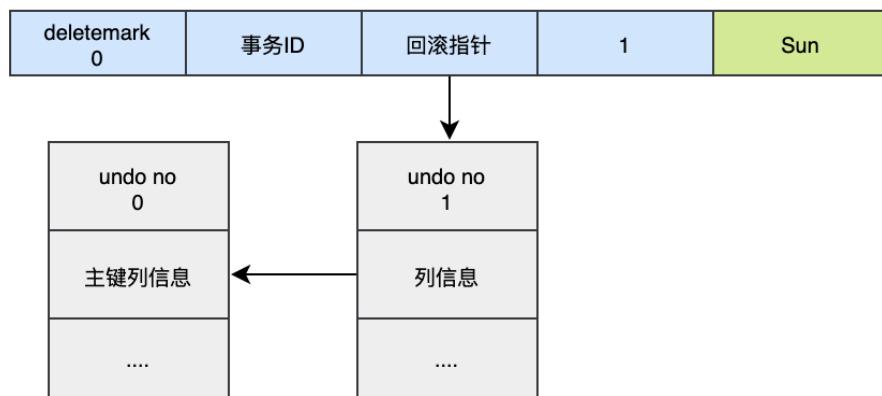 deletemark
0
事务ID
回滚指针
1
Sun
undo no
0
undo no
1
主键列信息
列信息
....
....